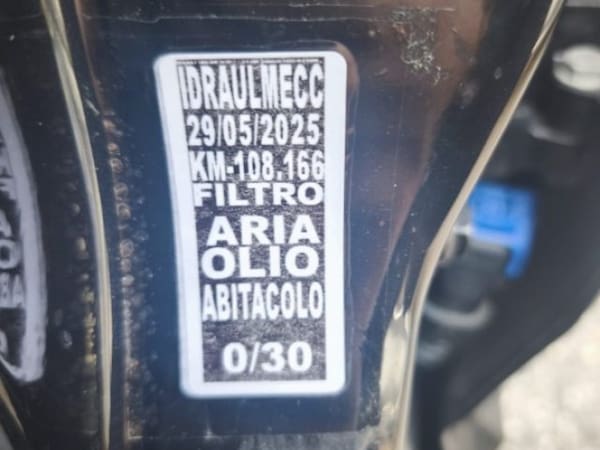 IDRAULMECC
29/05/2025
KM-108.166
FILTRO
ARIA
OLIO
ABITACOLO
0/30